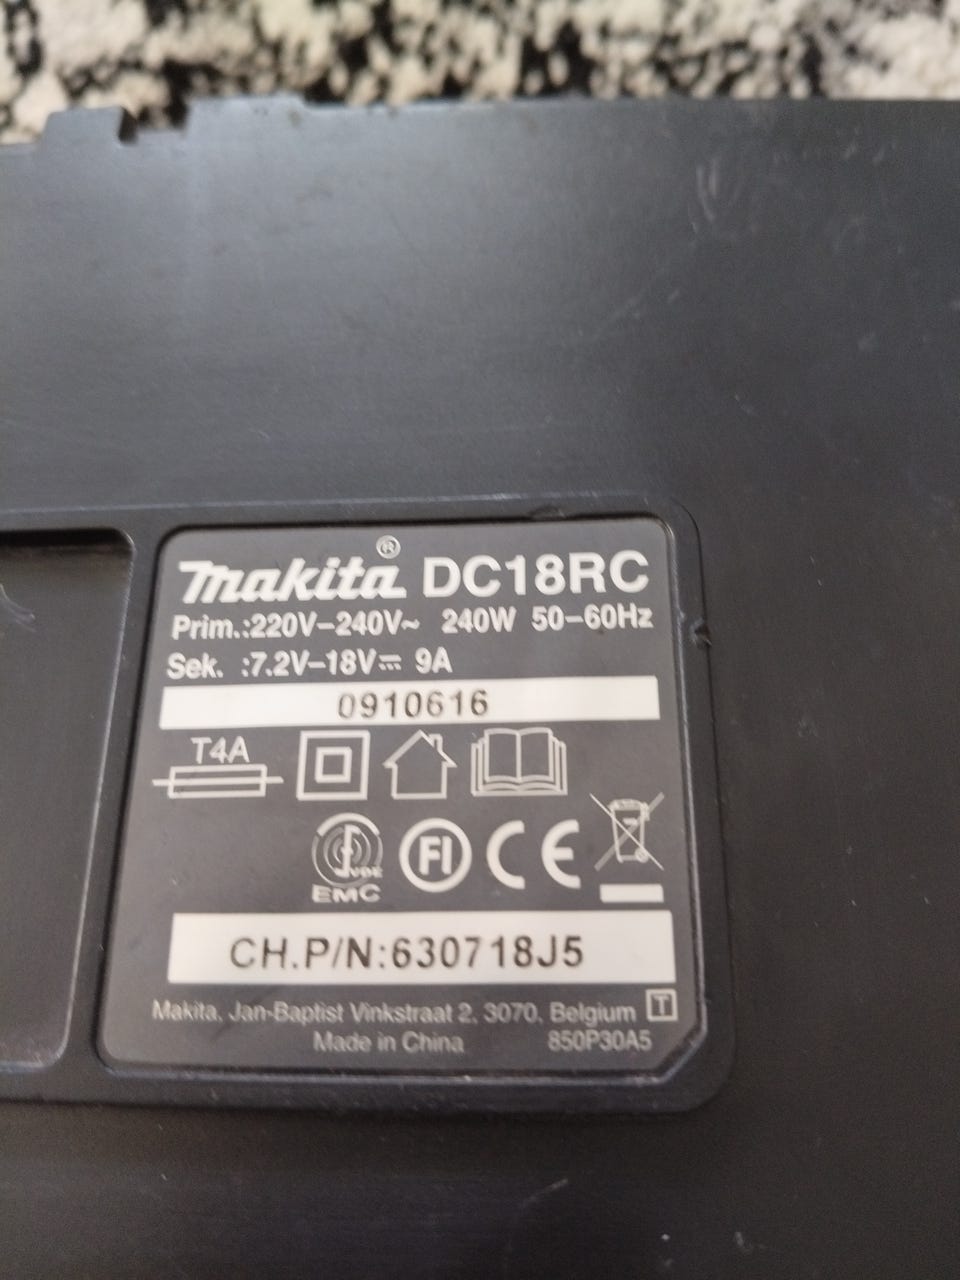 makita® DC18RC
Prim.:220V–240V~ 240W 50–60Hz
Sek. :7.2V–18V⎓ 9A
0910616
T4A
FI CE
VDE
EMC
CH.P/N:630718J5
Makita, Jan-Baptist Vinkstraat 2, 3070, Belgium T
Made in China 850P30A5